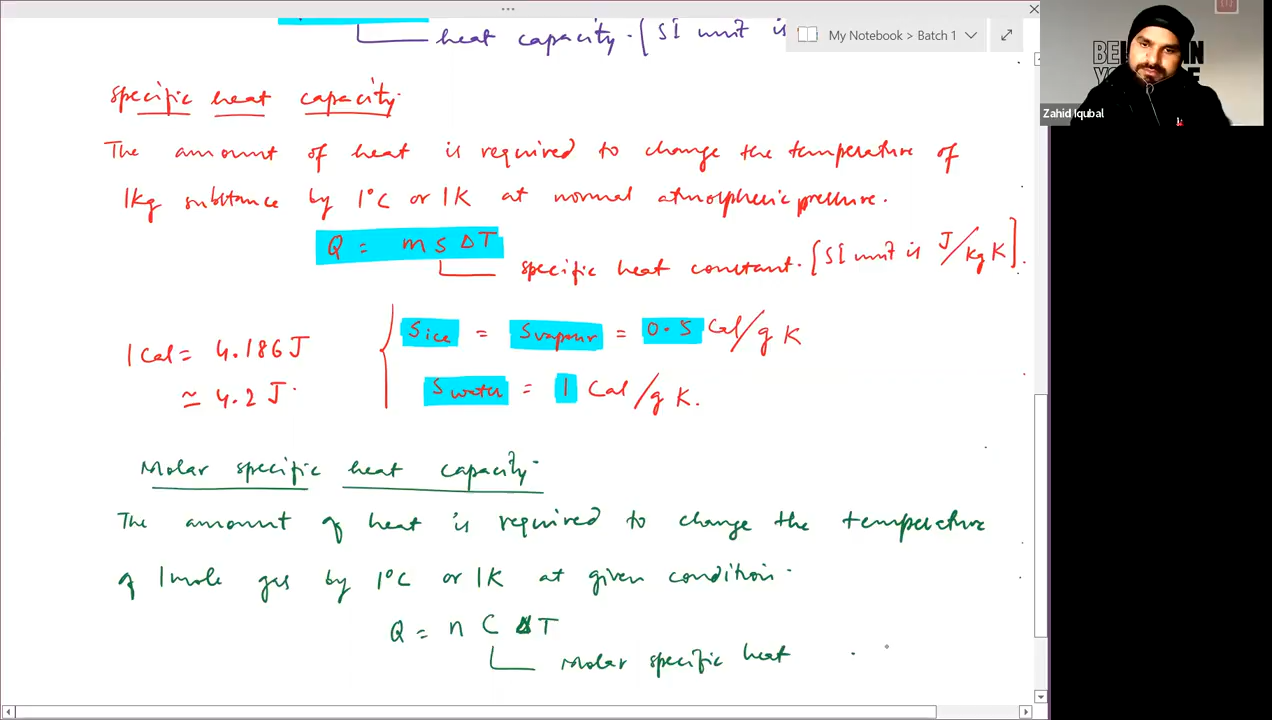 heat capacity. [SI unit is
My Notebook > Batch 1
Zahid Iqubal
specific heat capacity.
The amount of heat is required to change the temperature of
1kg substance by 1°C or 1K at normal atmospheric pressure.
Q = m s ΔT
specific heat constant. [SI unit is J/kg K].
1 Cal = 4.186 J
≃ 4.2 J.
Sice = Svapour = 0.5 Cal/g K
Swater = 1 Cal/g K.
Molar specific heat capacity.
The amount of heat is required to change the temperature
of 1mole gas by 1°C or 1K at given condition.
Q = n C ΔT
Molar specific heat